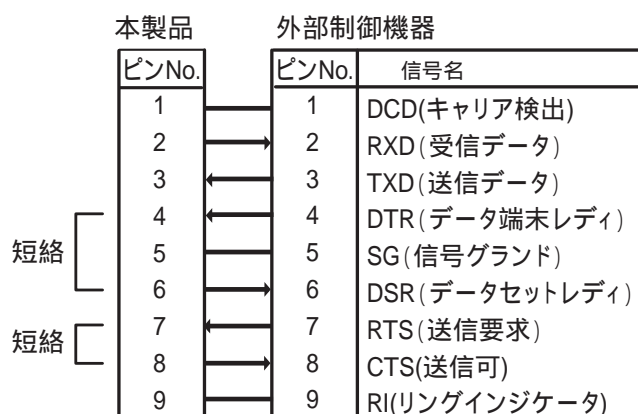 本製品 外部制御機器
ピンNo. ピンNo. 信号名
1 1 DCD(キャリア検出)
2 2 RXD(受信データ)
3 3 TXD(送信データ)
4 4 DTR(データ端末レディ)
短絡 5 5 SG(信号グランド)
6 6 DSR(データセットレディ)
7 7 RTS(送信要求)
短絡 8 8 CTS(送信可)
9 9 RI(リングインジケータ)